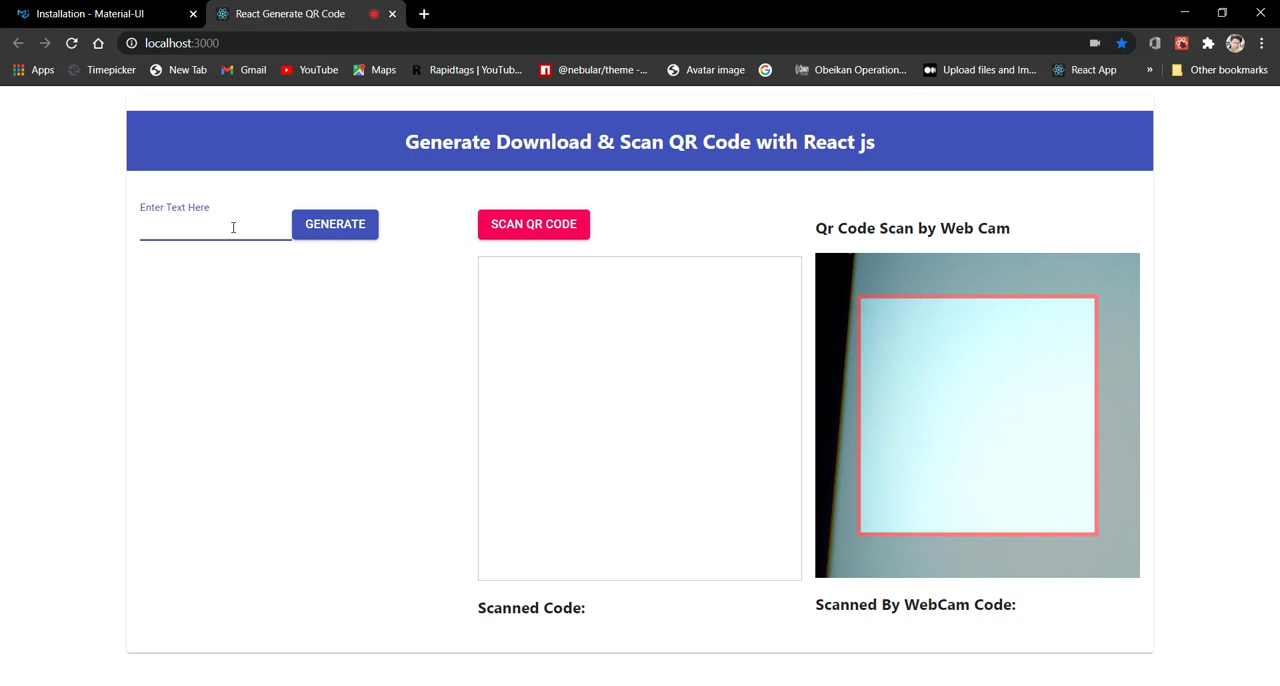 Installation - Material-UI
React Generate QR Code
localhost:3000
Apps
Timepicker
New Tab
Gmail
YouTube
Maps
Rapidtags | YouTub...
@nebular/theme -...
Avatar image
Obeikan Operation...
Upload files and Im...
React App
»
Other bookmarks
Generate Download & Scan QR Code with React js
Enter Text Here
GENERATE
SCAN QR CODE
Qr Code Scan by Web Cam
Scanned Code:
Scanned By WebCam Code: